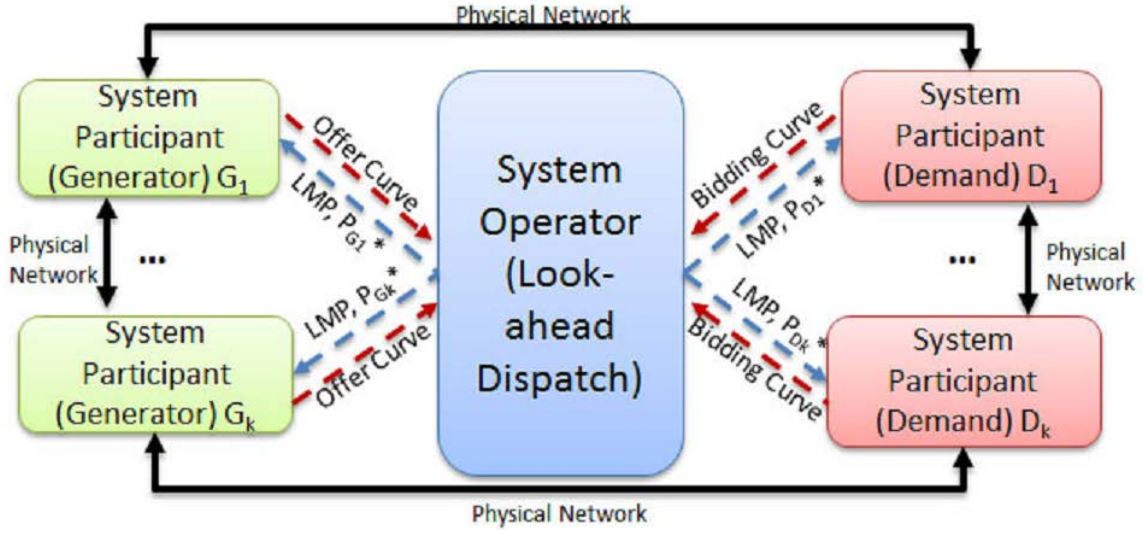 Physical Network
System
Participant
(Generator) G1
Offer Curve
LMP, PG1 *
Physical
Network
...
LMP, PGk *
Offer Curve
System
Participant
(Generator) Gk
System
Operator
(Look-
ahead
Dispatch)
System
Participant
(Demand) D1
Bidding Curve
LMP, PD1 *
...
Physical
Network
LMP, PDk *
Bidding Curve
System
Participant
(Demand) Dk
Physical Network